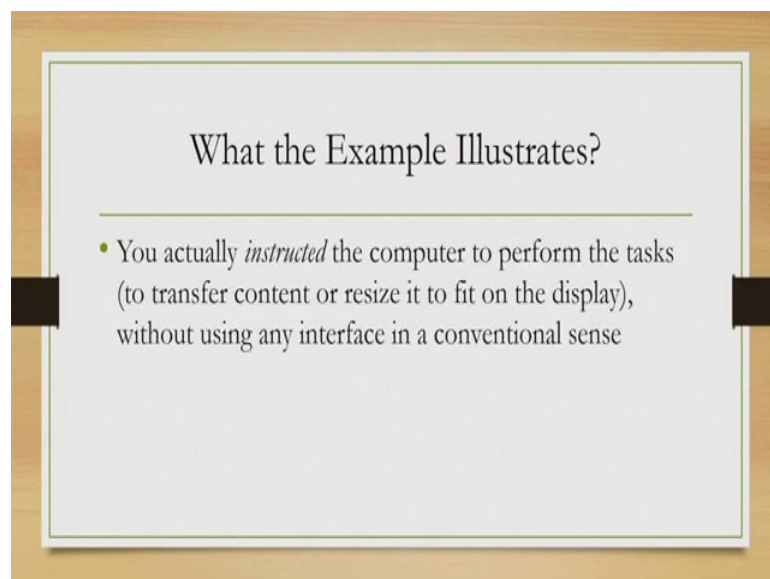 What the Example Illustrates?
• You actually instructed the computer to perform the tasks
(to transfer content or resize it to fit on the display),
without using any interface in a conventional sense